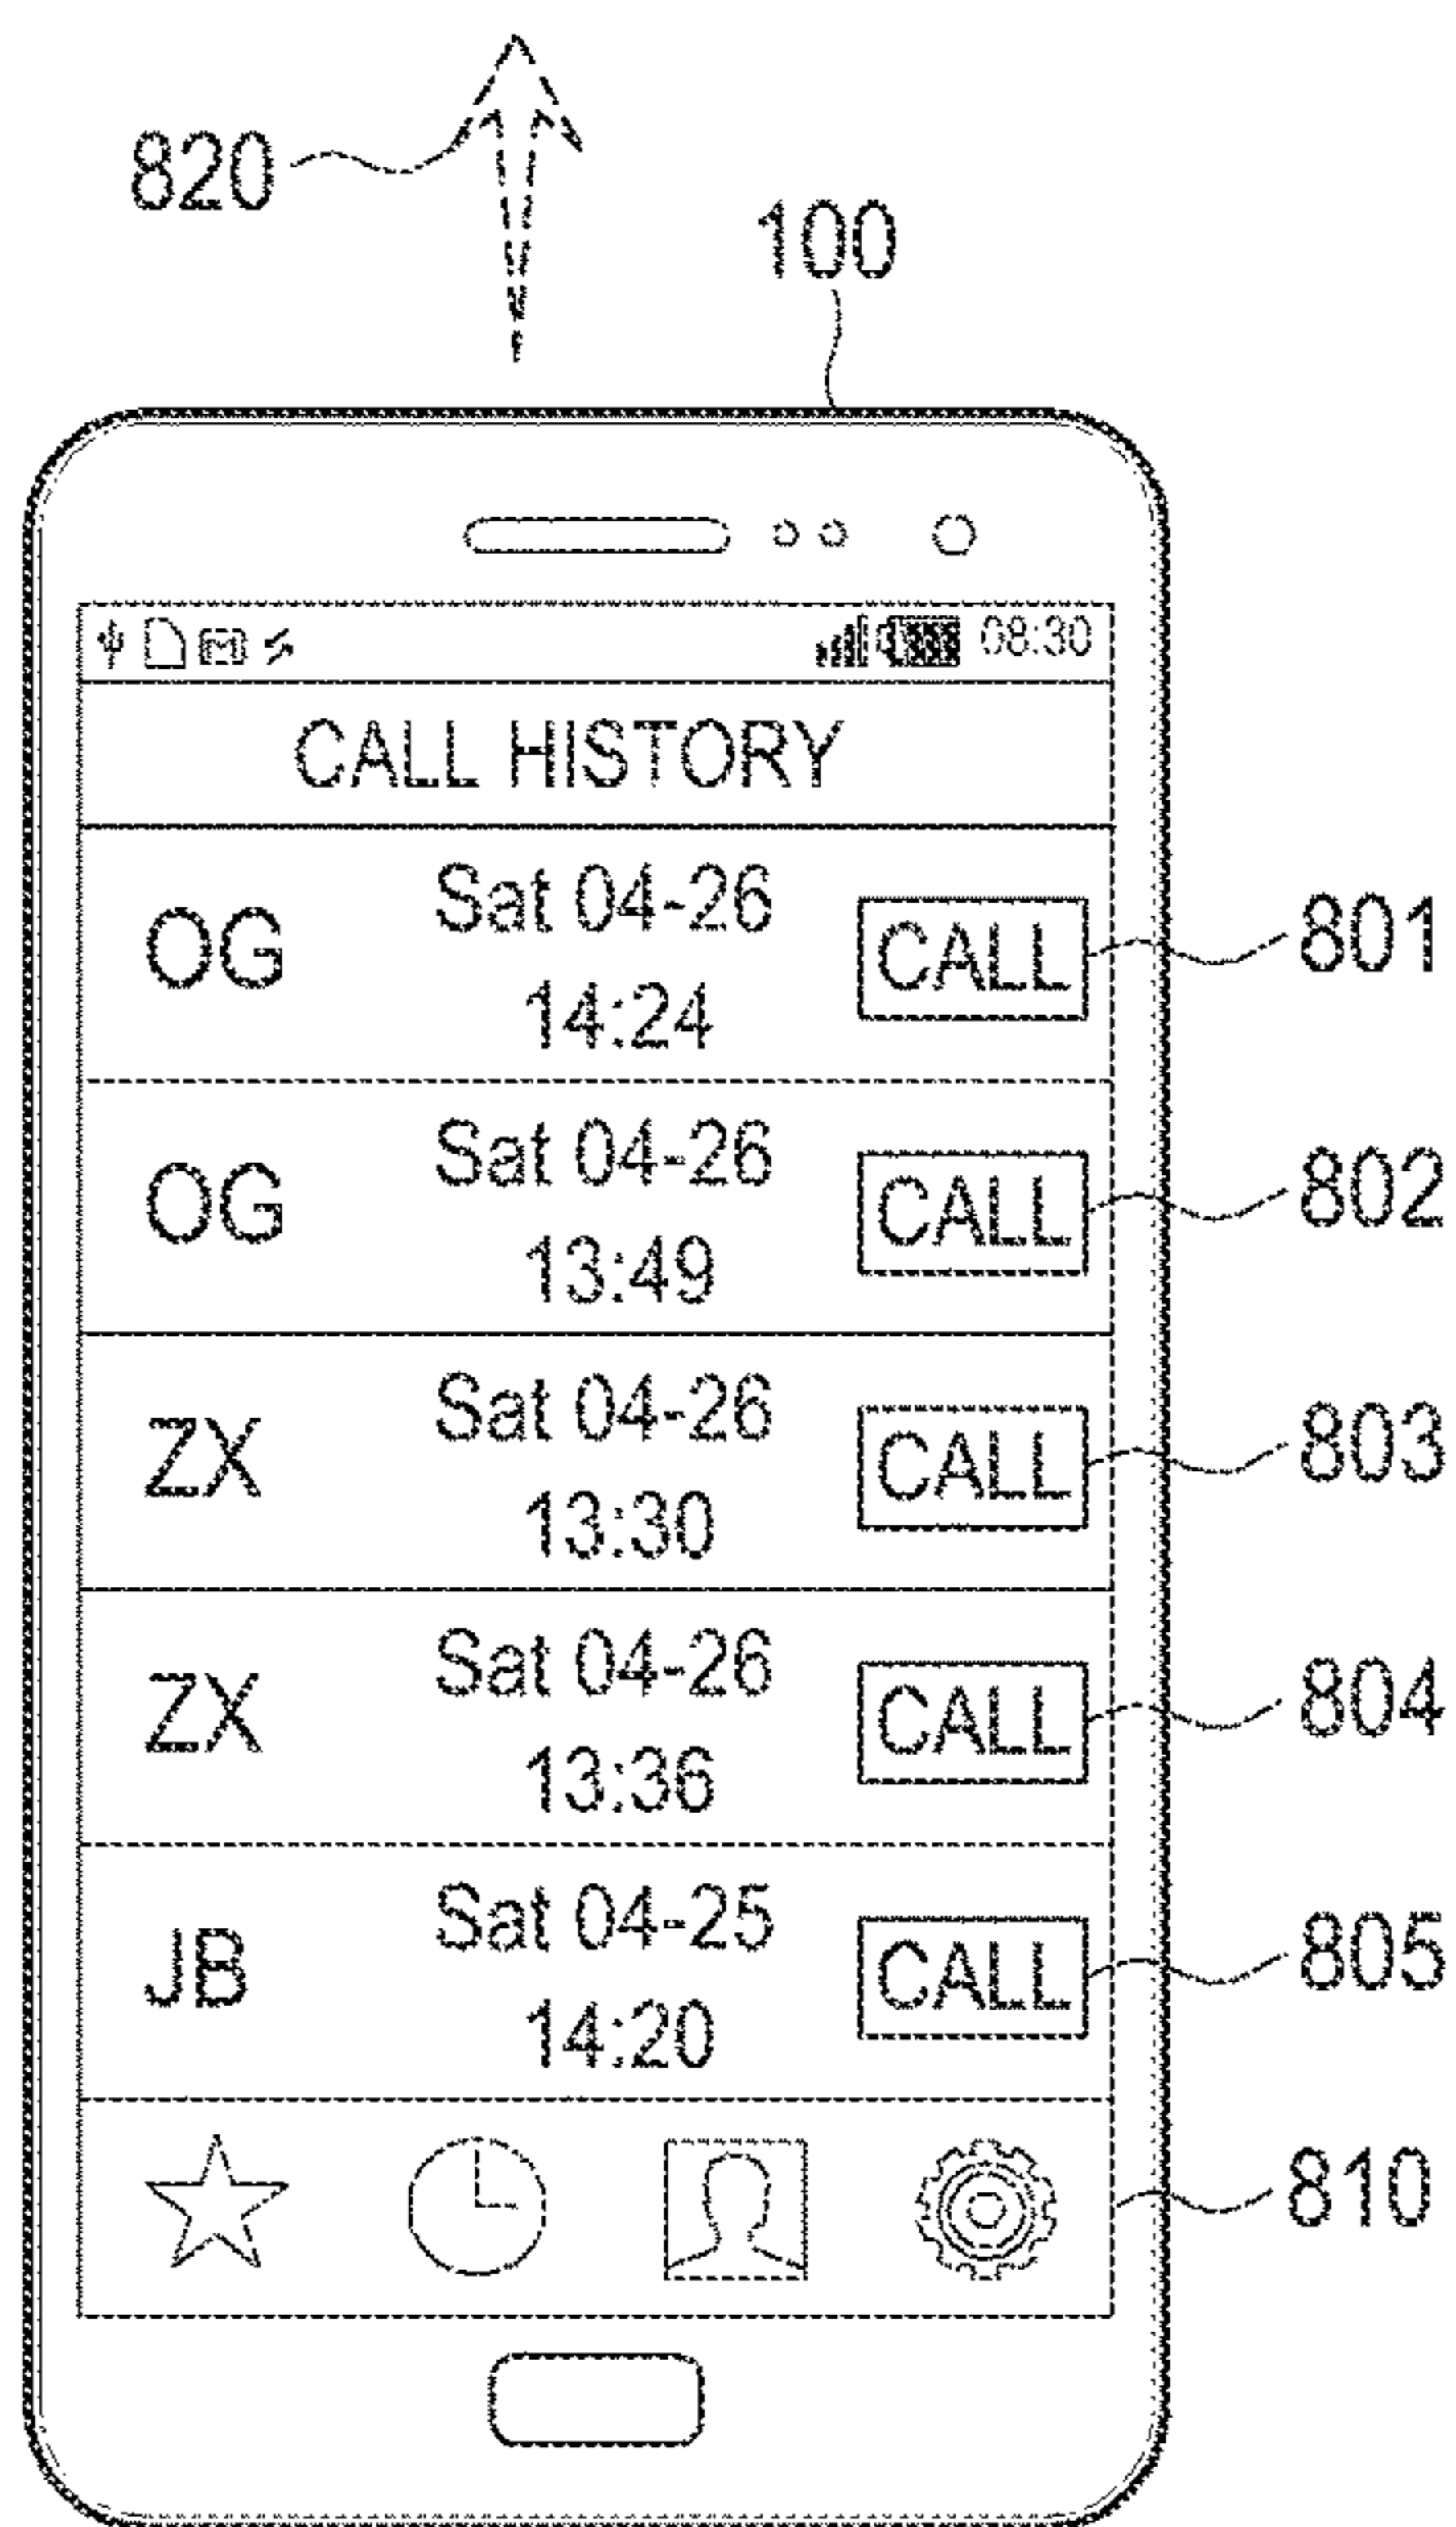 820
100
M 08:30
CALL HISTORY
OG Sat 04-26 CALL 801
14:24
OG Sat 04-26 CALL 802
13:49
ZX Sat 04-26 CALL 803
13:30
ZX Sat 04-26 CALL 804
13:36
JB Sat 04-25 CALL 805
14:20
810